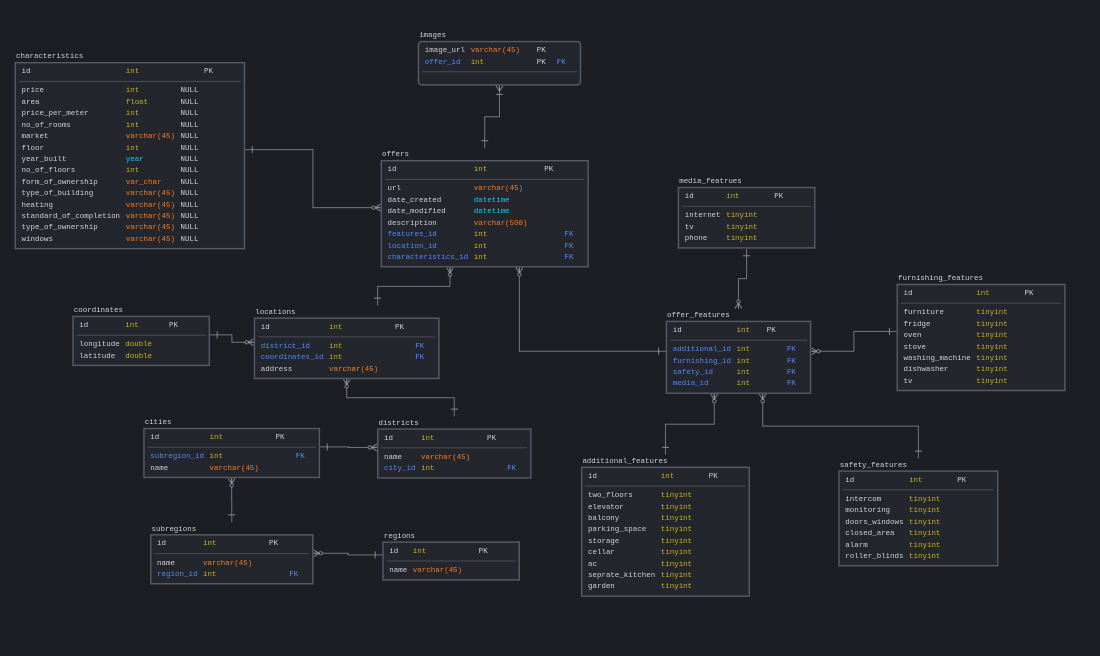 images
image_url varchar(45) PK
offer_id int PK FK
characteristics
id int PK
price int NULL
area float NULL
price_per_meter int NULL
no_of_rooms int NULL
market varchar(45) NULL
floor int NULL
year_built year NULL
no_of_floors int NULL
form_of_ownership var_char NULL
type_of_building varchar(45) NULL
heating varchar(45) NULL
standard_of_completion varchar(45) NULL
type_of_ownership varchar(45) NULL
windows varchar(45) NULL
offers
id int PK
url varchar(45)
date_created datetime
date_modified datetime
description varchar(500)
features_id int FK
location_id int FK
characteristics_id int FK
media_featrues
id int PK
internet tinyint
tv tinyint
phone tinyint
furnishing_features
id int PK
furniture tinyint
fridge tinyint
oven tinyint
stove tinyint
washing_machine tinyint
dishwasher tinyint
tv tinyint
coordinates
id int PK
longitude double
latitude double
locations
id int PK
district_id int FK
coordinates_id int FK
address varchar(45)
offer_features
id int PK
additional_id int FK
furnishing_id int FK
safety_id int FK
media_id int FK
cities
id int PK
subregion_id int FK
name varchar(45)
districts
id int PK
name varchar(45)
city_id int FK
additional_features
id int PK
two_floors tinyint
elevator tinyint
balcony tinyint
parking_space tinyint
storage tinyint
cellar tinyint
ac tinyint
seprate_kitchen tinyint
garden tinyint
safety_features
id int PK
intercom tinyint
monitoring tinyint
doors_windows tinyint
closed_area tinyint
alarm tinyint
roller_blinds tinyint
subregions
id int PK
name varchar(45)
region_id int FK
regions
id int PK
name varchar(45)